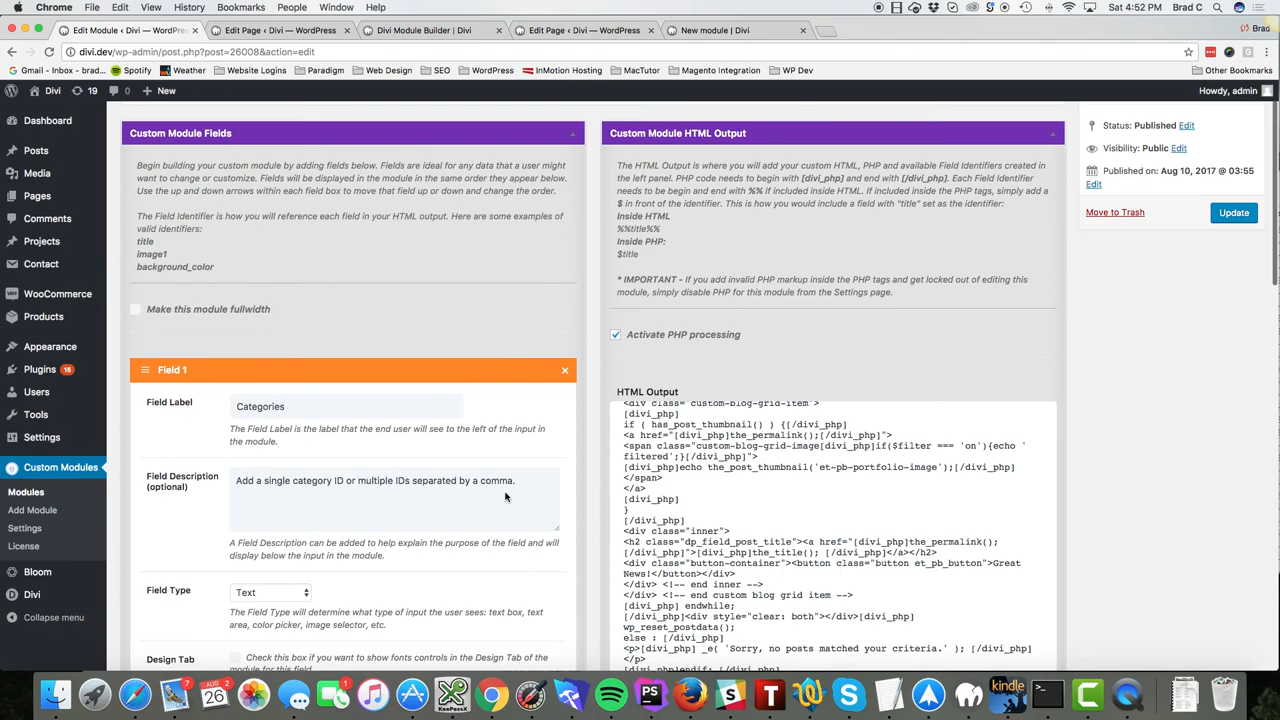 Chrome File Edit View History Bookmarks People Window Help Sat 4:52 PM Brad C
Edit Module ‹ Divi — WordPres × Edit Page ‹ Divi — WordPress × Divi Module Builder | Divi × Edit Page ‹ Divi — WordPress × New module | Divi × Brad
divi.dev/wp-admin/post.php?post=26008&action=edit
Gmail - Inbox - brad... Spotify Weather Website Logins Paradigm Web Design SEO WordPress InMotion Hosting MacTutor Magento Integration WP Dev Other Bookmarks
Divi 19 0 New Howdy, admin
Dashboard
Posts
Media
Pages
Comments
Projects
Contact
WooCommerce
Products
Appearance
Plugins 15
Users
Tools
Settings
Custom Modules
Modules
Add Module
Settings
License
Bloom
Divi
Collapse menu
Custom Module Fields
Begin building your custom module by adding fields below. Fields are ideal for any data that a user might
want to change or customize. Fields will be displayed in the module in the same order they appear below.
Use the up and down arrows within each field box to move that field up or down and change the order.
The Field Identifier is how you will reference each field in your HTML output. Here are some examples of
valid identifiers:
title
image1
background_color
Make this module fullwidth
Field 1
Field Label
Categories
The Field Label is the label that the end user will see to the left of the input in
the module.
Field Description
(optional)
Add a single category ID or multiple IDs separated by a comma.
A Field Description can be added to help explain the purpose of the field and will
display below the input in the module.
Field Type
Text
The Field Type will determine what type of input the user sees: text box, text
area, color picker, image selector, etc.
Design Tab
Check this box if you want to show fonts controls in the Design Tab of the
module for this field.
Custom Module HTML Output
The HTML Output is where you will add your custom HTML, PHP and available Field Identifiers created in
the left panel. PHP code needs to begin with [divi_php] and end with [/divi_php]. Each Field Identifier
needs to be begin and end with %% if included inside HTML. If included inside the PHP tags, simply add a
$ in front of the identifier. This is how you would include a field with "title" set as the identifier:
Inside HTML
%%title%%
Inside PHP:
$title
* IMPORTANT - If you add invalid PHP markup inside the PHP tags and get locked out of editing this
module, simply disable PHP for this module from the Settings page.
Activate PHP processing
HTML Output
<div class="custom-blog-grid-item">
[divi_php]
if ( has_post_thumbnail() ) {[/divi_php]
<a href="[divi_php]the_permalink();[/divi_php]">
<span class="custom-blog-grid-image[divi_php]if($filter === 'on'){echo '
filtered';}[/divi_php]">
[divi_php]echo the_post_thumbnail('et-pb-portfolio-image');[/divi_php]
</span>
</a>
[divi_php]
}
[/divi_php]
<div class="inner">
<h2 class="dp_field_post_title"><a href="[divi_php]the_permalink();
[/divi_php]">[divi_php]the_title(); [/divi_php]</a></h2>
<div class="button-container"><button class="button et_pb_button">Great
News!</button></div>
</div> <!-- end inner -->
</div> <!-- end custom blog grid item -->
[divi_php] endwhile;
[/divi_php]<div style="clear: both"></div>[divi_php]
wp_reset_postdata();
else : [/divi_php]
<p>[divi_php] _e( 'Sorry, no posts matched your criteria.' ); [/divi_php]
</p>
[divi_php]endif; [/divi_php]
Status: Published Edit
Visibility: Public Edit
Published on: Aug 10, 2017 @ 03:55
Edit
Move to Trash Update